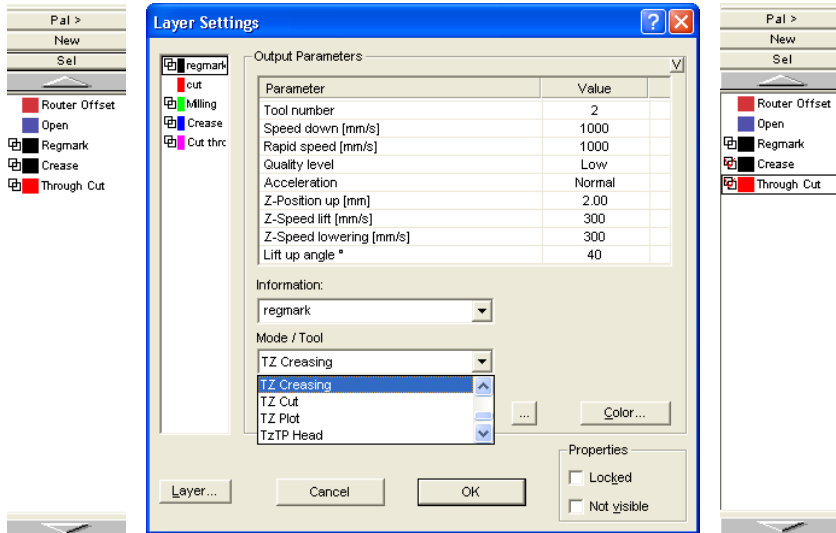 Pal >
New
Sel
Router Offset
Open
Regmark
Crease
Through Cut
Layer Settings
regmark
cut
Milling
Crease
Cut thrc
Output Parameters
V
Parameter Value
Tool number 2
Speed down [mm/s] 1000
Rapid speed [mm/s] 1000
Quality level Low
Acceleration Normal
Z-Position up [mm] 2.00
Z-Speed lift [mm/s] 300
Z-Speed lowering [mm/s] 300
Lift up angle ° 40
Information:
regmark
Mode / Tool
TZ Creasing
TZ Creasing
TZ Cut
TZ Plot
TzTP Head
...
Color...
Properties
Locked
Not visible
Layer...
Cancel
OK
Pal >
New
Sel
Router Offset
Open
Regmark
Crease
Through Cut